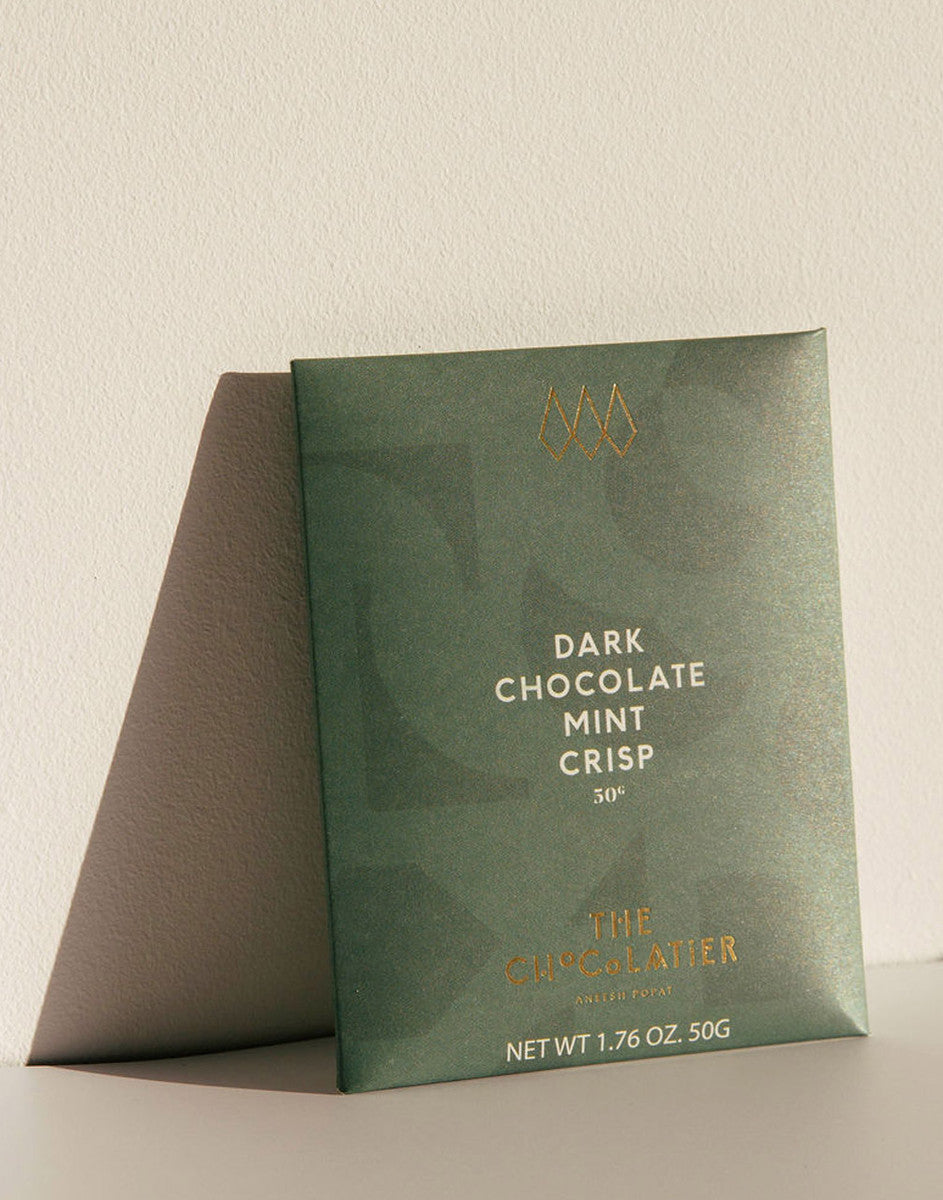 DARK
CHOCOLATE
MINT
CRISP
50G
THE
CHOCOLATIER
ANEESH POPAT
NET WT 1.76 OZ. 50G